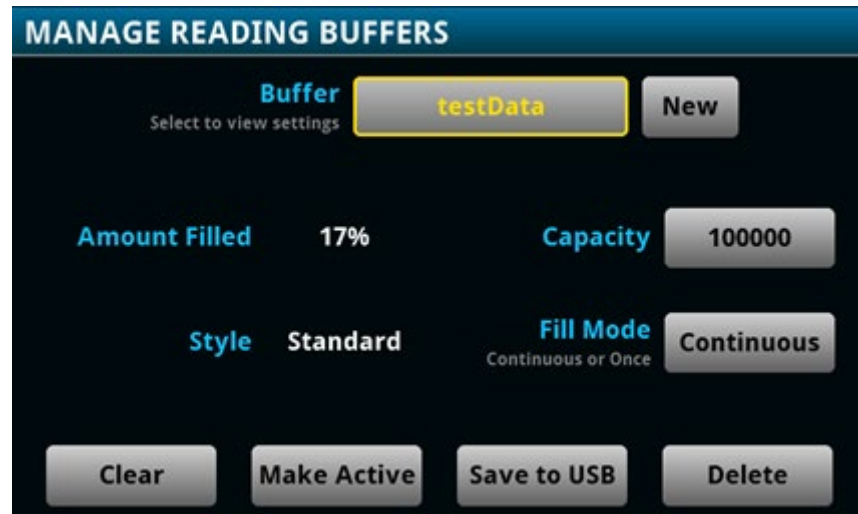 MANAGE READING BUFFERS
Buffer
Select to view settings
testData
New
Amount Filled
17%
Capacity
100000
Style
Standard
Fill Mode
Continuous or Once
Continuous
Clear
Make Active
Save to USB
Delete